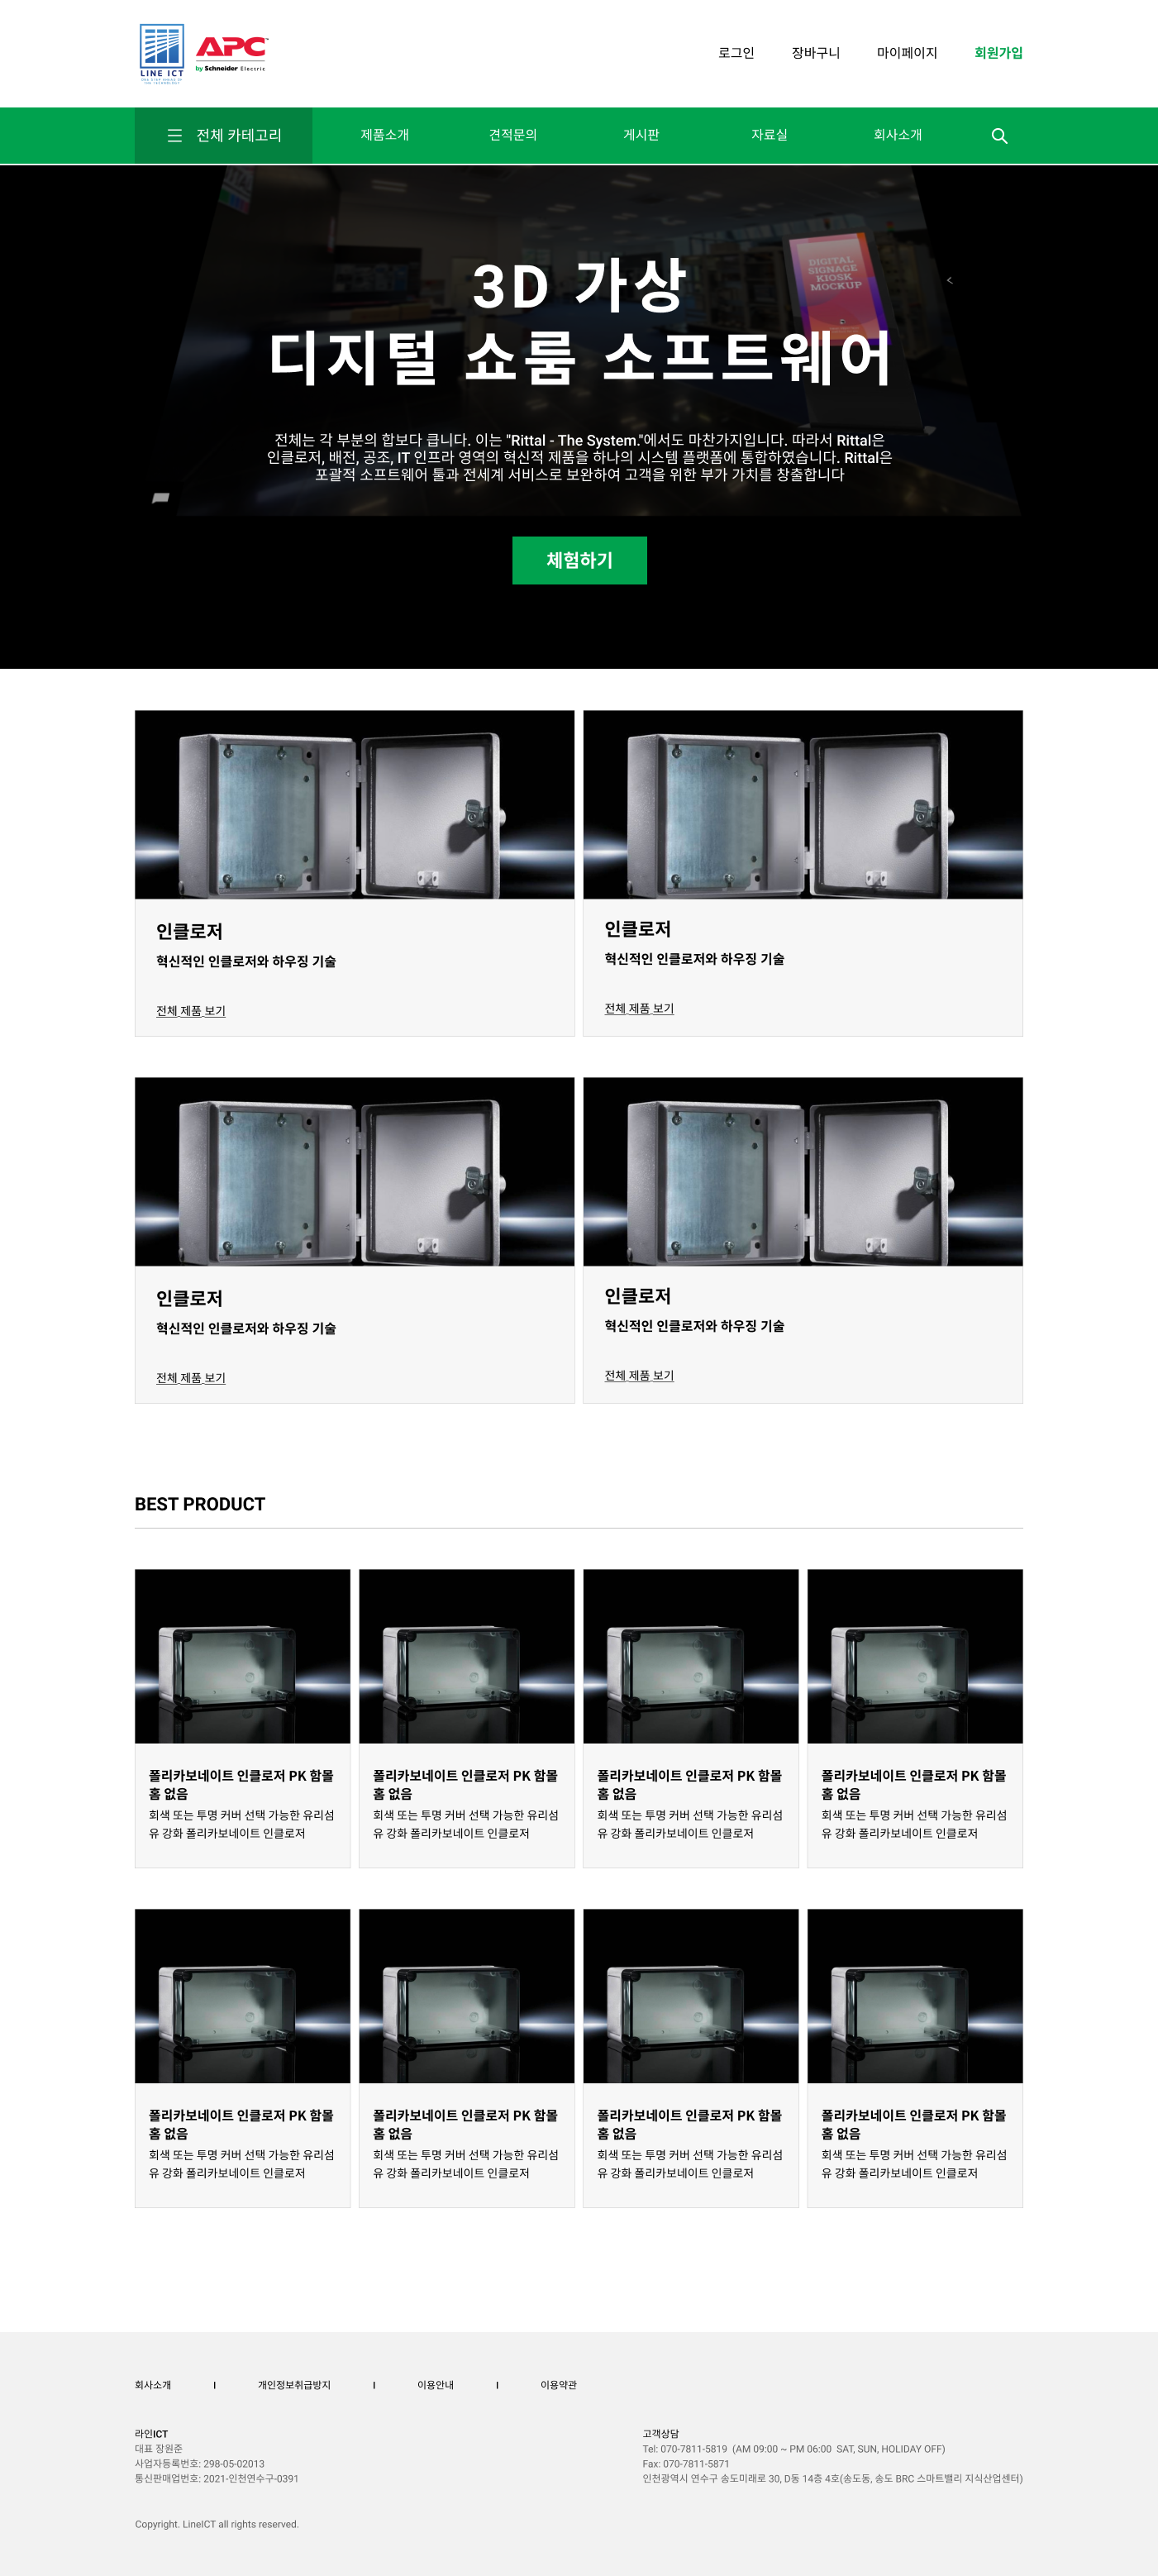 LINE ICT
APC
by Schneider Electric
로그인
장바구니
마이페이지
회원가입
전체 카테고리
제품소개
견적문의
게시판
자료실
회사소개
DIGITAL
SIGNAGE
KIOSK
MOCKUP
3D 가상
디지털 쇼룸 소프트웨어
전체는 각 부분의 합보다 큽니다. 이는 "Rittal - The System."에서도 마찬가지입니다. 따라서 Rittal은
인클로저, 배전, 공조, IT 인프라 영역의 혁신적 제품을 하나의 시스템 플랫폼에 통합하였습니다. Rittal은
포괄적 소프트웨어 툴과 전세계 서비스로 보완하여 고객을 위한 부가 가치를 창출합니다
체험하기
인클로저
혁신적인 인클로저와 하우징 기술
전체 제품 보기
인클로저
혁신적인 인클로저와 하우징 기술
전체 제품 보기
인클로저
혁신적인 인클로저와 하우징 기술
전체 제품 보기
인클로저
혁신적인 인클로저와 하우징 기술
전체 제품 보기
BEST PRODUCT
폴리카보네이트 인클로저 PK 함몰
홈 없음
회색 또는 투명 커버 선택 가능한 유리섬
유 강화 폴리카보네이트 인클로저
폴리카보네이트 인클로저 PK 함몰
홈 없음
회색 또는 투명 커버 선택 가능한 유리섬
유 강화 폴리카보네이트 인클로저
폴리카보네이트 인클로저 PK 함몰
홈 없음
회색 또는 투명 커버 선택 가능한 유리섬
유 강화 폴리카보네이트 인클로저
폴리카보네이트 인클로저 PK 함몰
홈 없음
회색 또는 투명 커버 선택 가능한 유리섬
유 강화 폴리카보네이트 인클로저
폴리카보네이트 인클로저 PK 함몰
홈 없음
회색 또는 투명 커버 선택 가능한 유리섬
유 강화 폴리카보네이트 인클로저
폴리카보네이트 인클로저 PK 함몰
홈 없음
회색 또는 투명 커버 선택 가능한 유리섬
유 강화 폴리카보네이트 인클로저
폴리카보네이트 인클로저 PK 함몰
홈 없음
회색 또는 투명 커버 선택 가능한 유리섬
유 강화 폴리카보네이트 인클로저
폴리카보네이트 인클로저 PK 함몰
홈 없음
회색 또는 투명 커버 선택 가능한 유리섬
유 강화 폴리카보네이트 인클로저
회사소개 I 개인정보취급방지 I 이용안내 I 이용약관
라인ICT
대표 장원준
사업자등록번호: 298-05-02013
통신판매업번호: 2021-인천연수구-0391
고객상담
Tel: 070-7811-5819 (AM 09:00 ~ PM 06:00 SAT, SUN, HOLIDAY OFF)
Fax: 070-7811-5871
인천광역시 연수구 송도미래로 30, D동 14층 4호(송도동, 송도 BRC 스마트밸리 지식산업센터)
Copyright. LineICT all rights reserved.